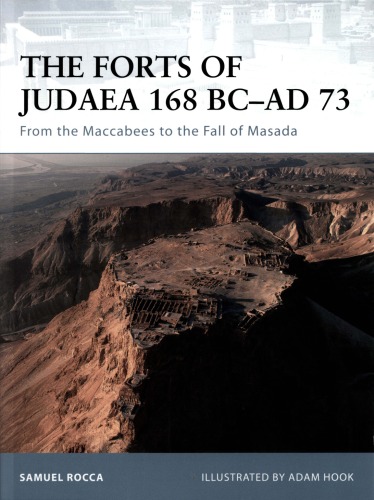 THE FORTS OF
JUDAEA 168 BC–AD 73
From the Maccabees to the Fall of Masada
SAMUEL ROCCA
ILLUSTRATED BY ADAM HOOK